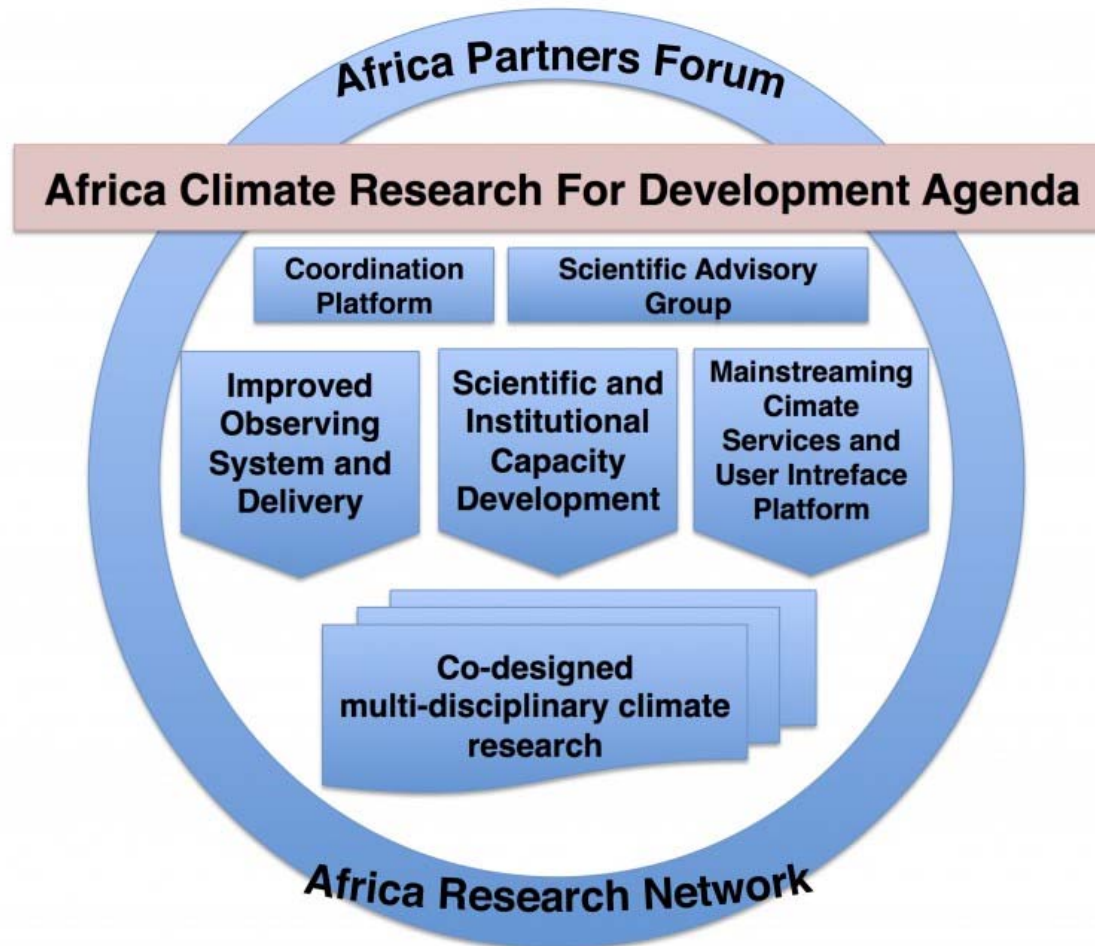 Africa Partners Forum
Africa Climate Research For Development Agenda
Coordination
Platform
Scientific Advisory
Group
Improved
Observing
System and
Delivery
Scientific and
Institutional
Capacity
Development
Mainstreaming
Cimate
Services and
User Intreface
Platform
Co-designed
multi-disciplinary climate
research
Africa Research Network